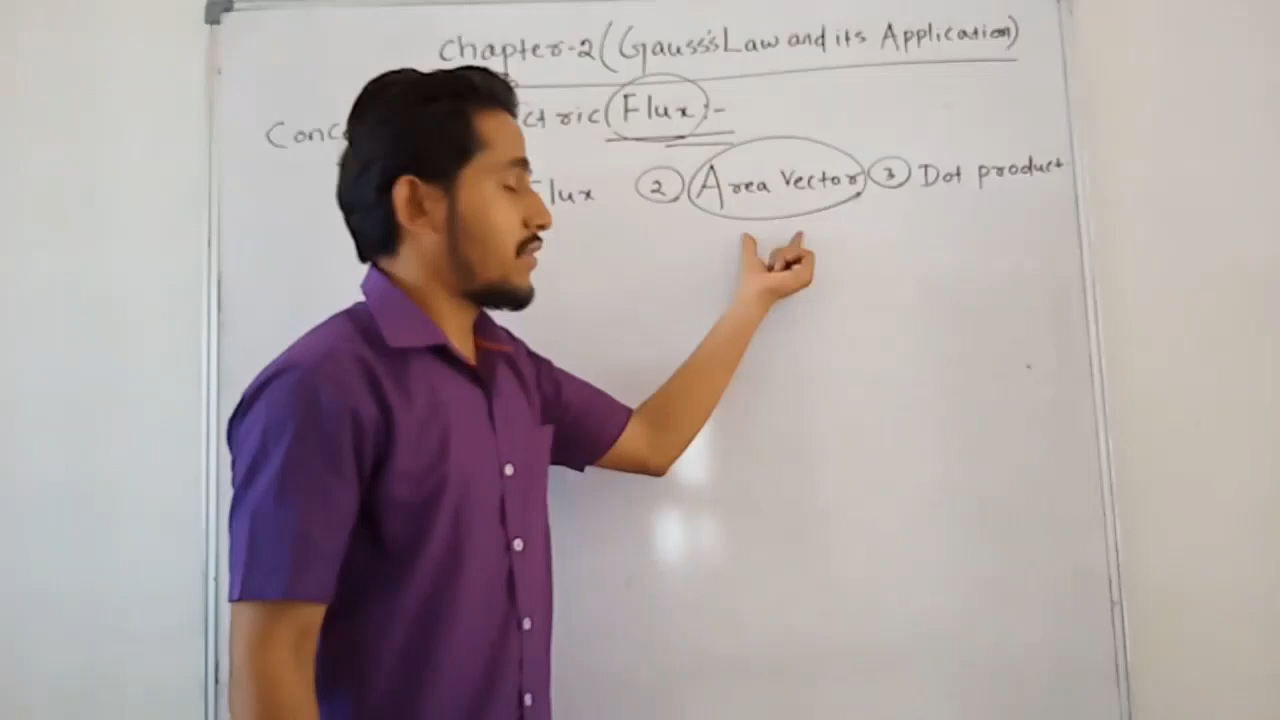 Chapter-2 (Gauss's Law and its Application)
Conc ctric Flux :-
Flux ② Area Vector ③ Dot product